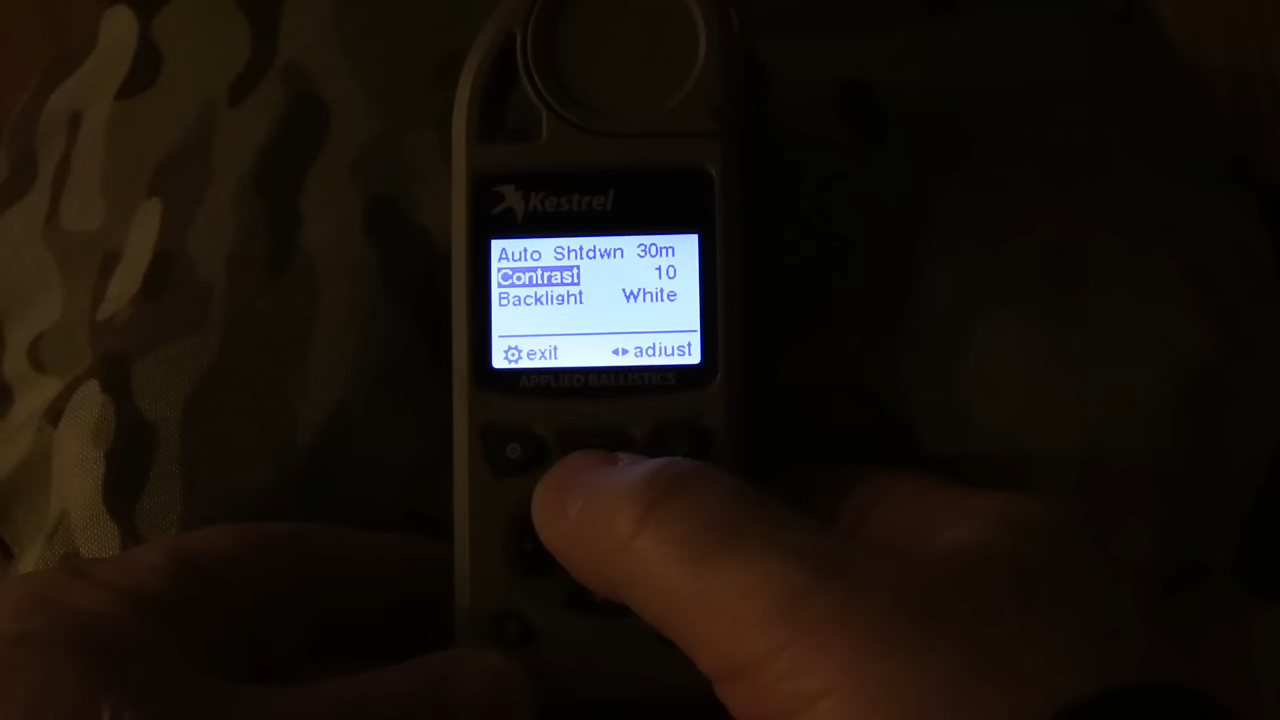 Kestrel
Auto Shtdwn 30m
Contrast 10
Backlight White
exit adjust
APPLIED BALLISTICS